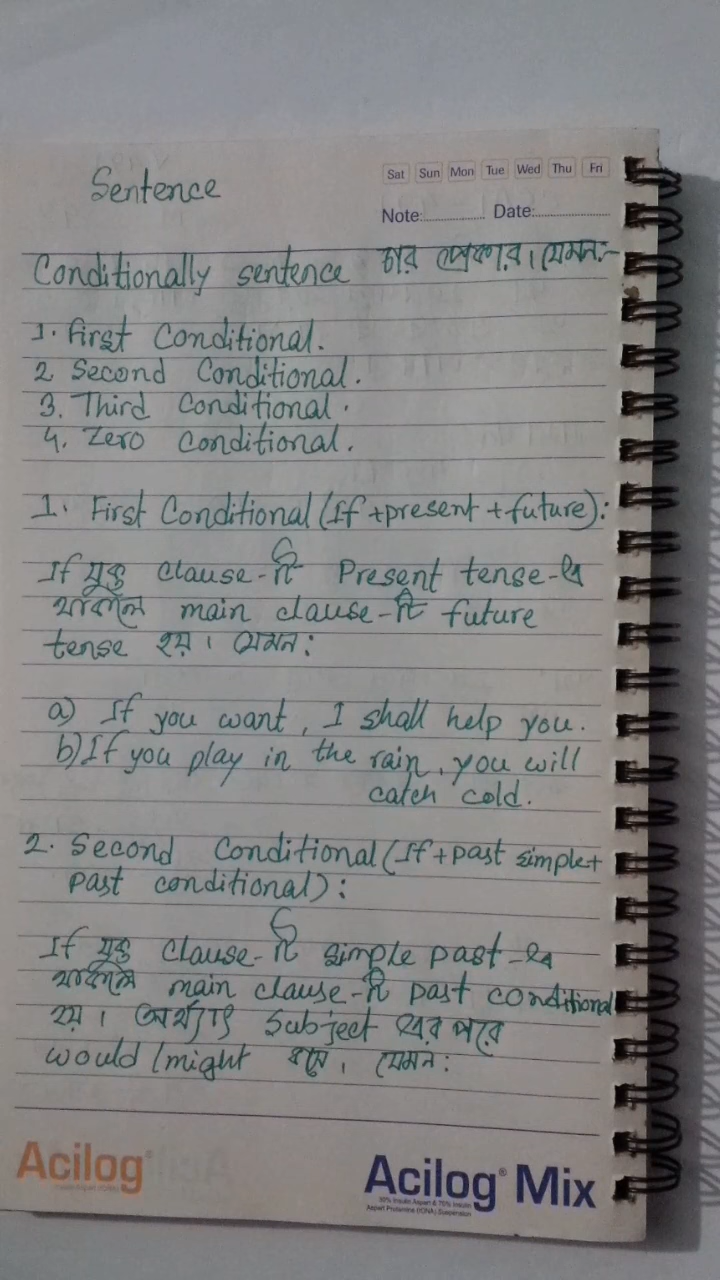 Sentence
Sat Sun Mon Tue Wed Thu Fri
Note: Date:
Conditionally sentence চার প্রকার। যেমন:-
1. First Conditional.
2. Second Conditional.
3. Third Conditional.
4. Zero Conditional.
1. First Conditional (If + present + future):
If যুক্ত clause-টি Present tense-এ
থাকলে main clause-টি future
tense হয়। যেমন:
a) If you want, I shall help you.
b) If you play in the rain, you will
catch cold.
2. Second Conditional (If + past simple +
past conditional):
If যুক্ত clause-টি simple past-এ
থাকলে main clause-টি past conditional
হয়। অর্থ্যাৎ subject এর পরে
would/might বসে। যেমন:
Acilog®
Acilog® Mix